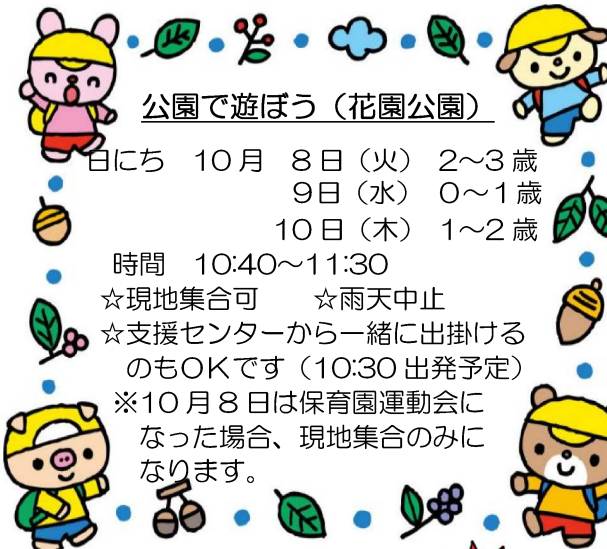 公園で遊ぼう（花園公園）
日にち　10月　8日（火）　2～3歳
9日（水）　0～1歳
10日（木）　1～2歳
時間　10:40～11:30
☆現地集合可　　☆雨天中止
☆支援センターから一緒に出掛ける
のもOKです（10:30出発予定）
※10月8日は保育園運動会に
なった場合、現地集合のみに
なります。